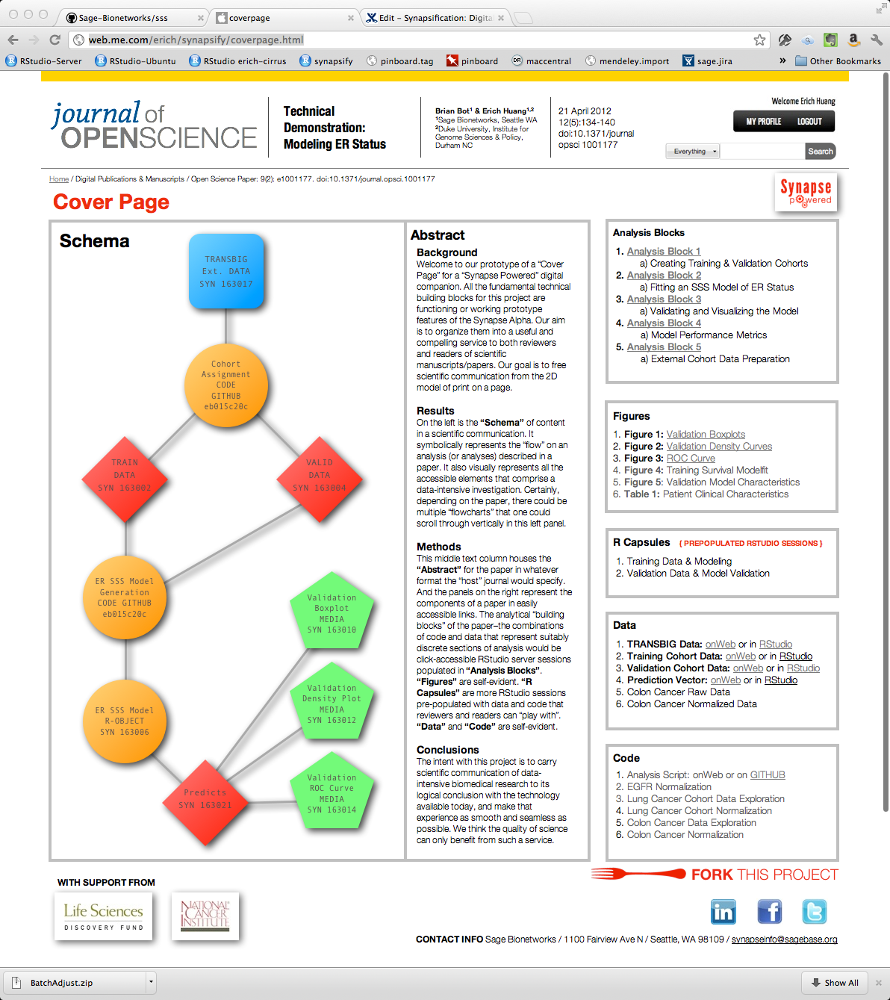 Sage-Bionetworks/sss
coverpage
Edit – Synapsification: Digita
web.me.com/erich/synapsify/coverpage.html
RStudio-Server
RStudio-Ubuntu
RStudio erich-cirrus
synapsify
pinboard.tag
pinboard
maccentral
mendeley.import
sage.jira
»
Other Bookmarks
journal of
OPENSCIENCE
Technical
Demonstration:
Modeling ER Status
Brian Bot1 & Erich Huang1,2
1Sage Bionetworks, Seattle WA
2Duke University, Institute for
Genome Sciences & Policy,
Durham NC
21 April 2012
12(5):134-140
doi:10.1371/journal
opsci 1001177
Welcome Erich Huang
MY PROFILE LOGOUT
Everything
Search
Home / Digital Publications & Manuscripts / Open Science Paper: 9(2): e1001177. doi:10.1371/journal.opsci.1001177
Cover Page
Synapse
powered
Schema
TRANSBIG
Ext. DATA
SYN 163017
Cohort
Assignment
CODE
GITHUB
eb015c20c
TRAIN
DATA
SYN 163002
VALID
DATA
SYN 163004
ER SSS Model
Generation
CODE GITHUB
eb015c20c
Validation
Boxplot
MEDIA
SYN 163010
Validation
Density Plot
MEDIA
SYN 163012
ER SSS Model
R-OBJECT
SYN 163006
Predicts
SYN 163021
Validation
ROC Curve
MEDIA
SYN 163014
Abstract
Background
Welcome to our prototype of a “Cover
Page” for a “Synapse Powered” digital
companion. All the fundamental technical
building blocks for this project are
functioning or working prototype
features of the Synapse Alpha. Our aim
is to organize them into a useful and
compelling service to both reviewers
and readers of scientific
manuscripts/papers. Our goal is to free
scientific communication from the 2D
model of print on a page.
Results
On the left is the “Schema” of content
in a scientific communication. It
symbolically represents the “flow” on an
analysis (or analyses) described in a
paper. It also visually represents all the
accessible elements that comprise a
data-intensive investigation. Certainly,
depending on the paper, there could be
multiple “flowcharts” that one could
scroll through vertically in this left panel.
Methods
This middle text column houses the
“Abstract” for the paper in whatever
format the “host” journal would specify.
And the panels on the right represent the
components of a paper in easily
accessible links. The analytical “building
blocks” of the paper–the combinations
of code and data that represent suitably
discrete sections of analysis would be
click-accessible RStudio server sessions
populated in “Analysis Blocks”.
“Figures” are self-evident. “R
Capsules” are more RStudio sessions
pre-populated with data and code that
reviewers and readers can “play with”.
“Data” and “Code” are self-evident.
Conclusions
The intent with this project is to carry
scientific communication of data-
intensive biomedical research to its
logical conclusion with the technology
available today, and make that
experience as smooth and seamless as
possible. We think the quality of science
can only benefit from such a service.
Analysis Blocks
1. Analysis Block 1
a) Creating Training & Validation Cohorts
2. Analysis Block 2
a) Fitting an SSS Model of ER Status
3. Analysis Block 3
a) Validating and Visualizing the Model
4. Analysis Block 4
a) Model Performance Metrics
5. Analysis Block 5
a) External Cohort Data Preparation
Figures
1. Figure 1: Validation Boxplots
2. Figure 2: Validation Density Curves
3. Figure 3: ROC Curve
4. Figure 4: Training Survival Modelfit
5. Figure 5: Validation Model Characteristics
6. Table 1: Patient Clinical Characteristics
R Capsules { PREPOPULATED RSTUDIO SESSIONS }
1. Training Data & Modeling
2. Validation Data & Model Validation
Data
1. TRANSBIG Data: onWeb or in RStudio
2. Training Cohort Data: onWeb or in RStudio
3. Validation Cohort Data: onWeb or in RStudio
4. Prediction Vector: onWeb or in RStudio
5. Colon Cancer Raw Data
6. Colon Cancer Normalized Data
Code
1. Analysis Script: onWeb or on GITHUB
2. EGFR Normalization
3. Lung Cancer Cohort Data Exploration
4. Lung Cancer Cohort Normalization
5. Colon Cancer Data Exploration
6. Colon Cancer Normalization
FORK THIS PROJECT
WITH SUPPORT FROM
Life Sciences
DISCOVERY FUND
NATIONAL
CANCER
INSTITUTE
CONTACT INFO Sage Bionetworks / 1100 Fairview Ave N / Seattle, WA 98109 / synapseinfo@sagebase.org
BatchAdjust.zip
Show All